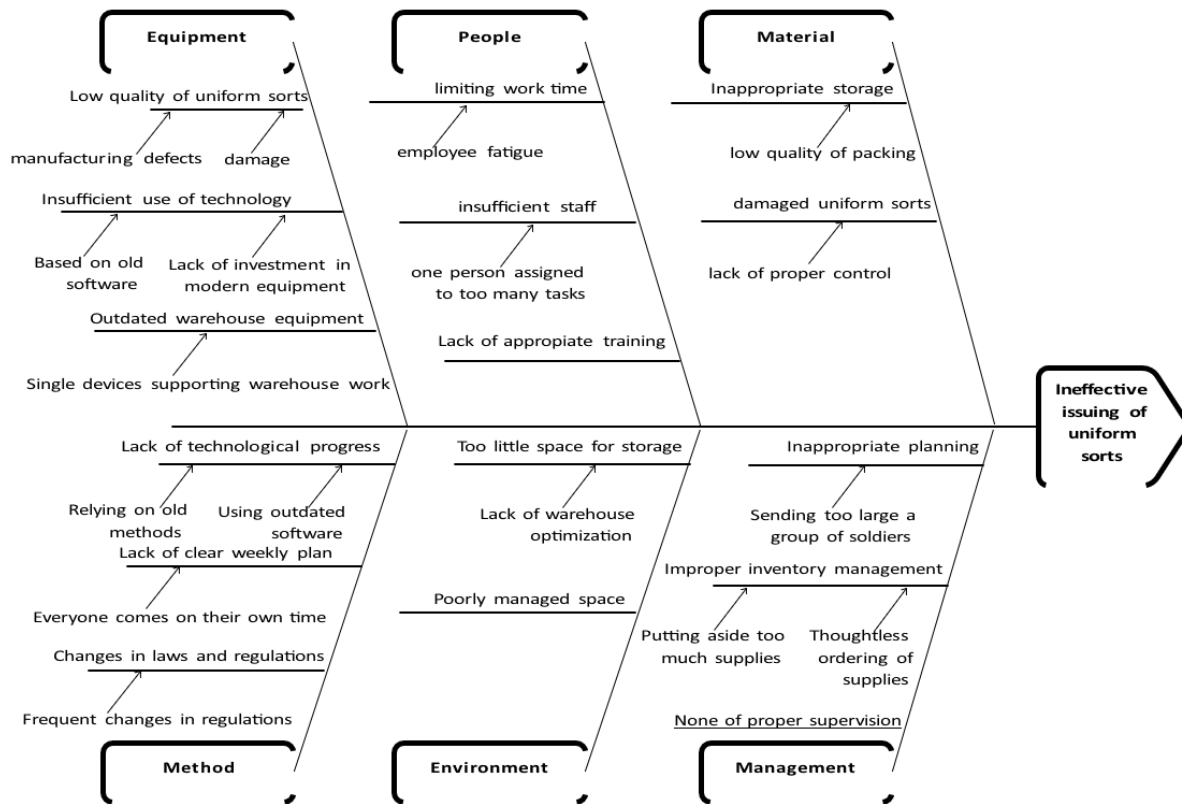 Equipment
People
Material
Low quality of uniform sorts
manufacturing defects
damage
Insufficient use of technology
Based on old
software
Lack of investment in
modern equipment
Outdated warehouse equipment
Single devices supporting warehouse work
limiting work time
employee fatigue
insufficient staff
one person assigned
to too many tasks
Lack of appropiate training
Inappropriate storage
low quality of packing
damaged uniform sorts
lack of proper control
Ineffective
issuing of
uniform
sorts
Lack of technological progress
Relying on old
methods
Using outdated
software
Lack of clear weekly plan
Everyone comes on their own time
Changes in laws and regulations
Frequent changes in regulations
Too little space for storage
Lack of warehouse
optimization
Poorly managed space
Inappropriate planning
Sending too large a
group of soldiers
Improper inventory management
Putting aside too
much supplies
Thoughtless
ordering of
supplies
None of proper supervision
Method
Environment
Management